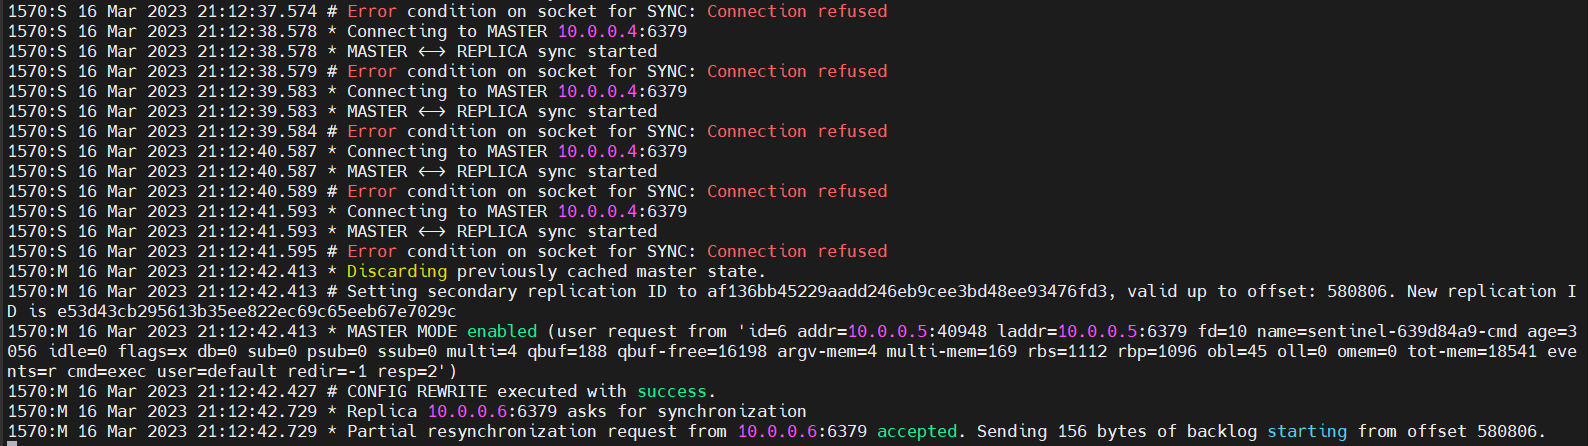 1570:S 16 Mar 2023 21:12:37.574 # Error condition on socket for SYNC: Connection refused
1570:S 16 Mar 2023 21:12:38.578 * Connecting to MASTER 10.0.0.4:6379
1570:S 16 Mar 2023 21:12:38.578 * MASTER <-> REPLICA sync started
1570:S 16 Mar 2023 21:12:38.579 # Error condition on socket for SYNC: Connection refused
1570:S 16 Mar 2023 21:12:39.583 * Connecting to MASTER 10.0.0.4:6379
1570:S 16 Mar 2023 21:12:39.583 * MASTER <-> REPLICA sync started
1570:S 16 Mar 2023 21:12:39.584 # Error condition on socket for SYNC: Connection refused
1570:S 16 Mar 2023 21:12:40.587 * Connecting to MASTER 10.0.0.4:6379
1570:S 16 Mar 2023 21:12:40.587 * MASTER <-> REPLICA sync started
1570:S 16 Mar 2023 21:12:40.589 # Error condition on socket for SYNC: Connection refused
1570:S 16 Mar 2023 21:12:41.593 * Connecting to MASTER 10.0.0.4:6379
1570:S 16 Mar 2023 21:12:41.593 * MASTER <-> REPLICA sync started
1570:S 16 Mar 2023 21:12:41.595 # Error condition on socket for SYNC: Connection refused
1570:M 16 Mar 2023 21:12:42.413 * Discarding previously cached master state.
1570:M 16 Mar 2023 21:12:42.413 # Setting secondary replication ID to af136bb45229aadd246eb9cee3bd48ee93476fd3, valid up to offset: 580806. New replication I
D is e53d43cb295613b35ee822ec69c65eeb67e7029c
1570:M 16 Mar 2023 21:12:42.413 * MASTER MODE enabled (user request from 'id=6 addr=10.0.0.5:40948 laddr=10.0.0.5:6379 fd=10 name=sentinel-639d84a9-cmd age=3
056 idle=0 flags=x db=0 sub=0 psub=0 ssub=0 multi=4 qbuf=188 qbuf-free=16198 argv-mem=4 multi-mem=169 rbs=1112 rbp=1096 obl=45 oll=0 omem=0 tot-mem=18541 eve
nts=r cmd=exec user=default redir=-1 resp=2')
1570:M 16 Mar 2023 21:12:42.427 # CONFIG REWRITE executed with success.
1570:M 16 Mar 2023 21:12:42.729 * Replica 10.0.0.6:6379 asks for synchronization
1570:M 16 Mar 2023 21:12:42.729 * Partial resynchronization request from 10.0.0.6:6379 accepted. Sending 156 bytes of backlog starting from offset 580806.